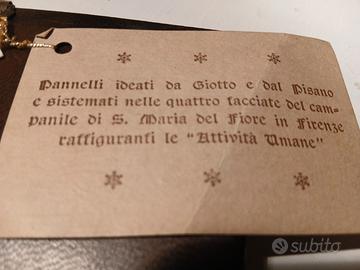 * * *
Pannelli ideati da Giotto e dal Pisano
e sistemati nelle quattro facciate del cam-
panile di S. Maria del Fiore in Firenze
raffiguranti le "Attività Umane"
* * *
subito